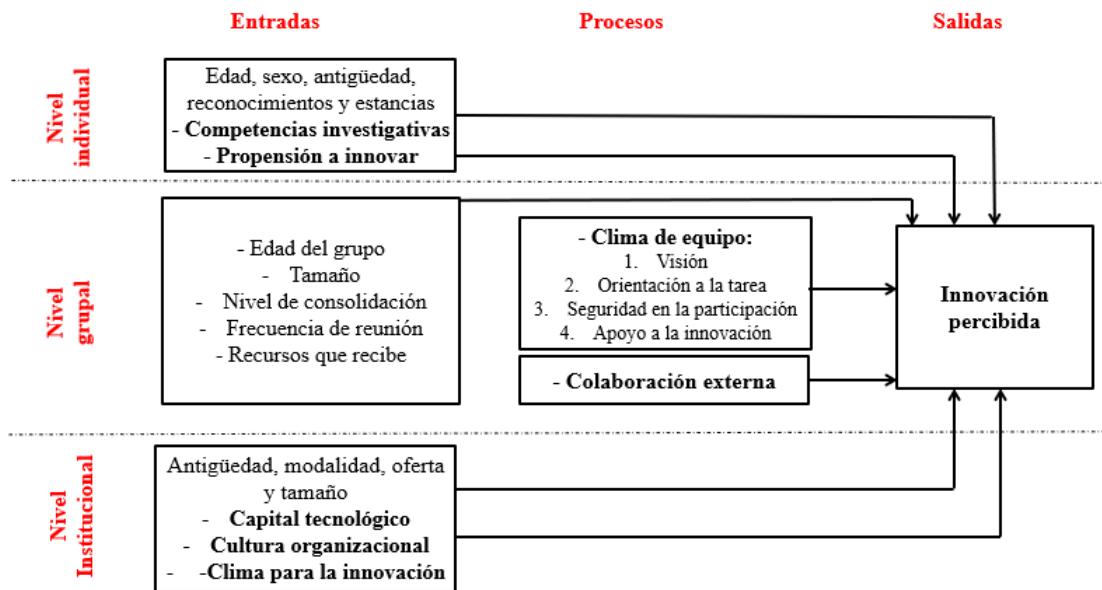 Entradas
Procesos
Salidas
Nivel
individual
Edad, sexo, antigüedad,
reconocimientos y estancias
- Competencias investigativas
- Propensión a innovar
Nivel
grupal
- Edad del grupo
- Tamaño
- Nivel de consolidación
- Frecuencia de reunión
- Recursos que recibe
- Clima de equipo:
1. Visión
2. Orientación a la tarea
3. Seguridad en la participación
4. Apoyo a la innovación
- Colaboración externa
Innovación
percibida
Nivel
Institucional
Antigüedad, modalidad, oferta
y tamaño
- Capital tecnológico
- Cultura organizacional
- -Clima para la innovación